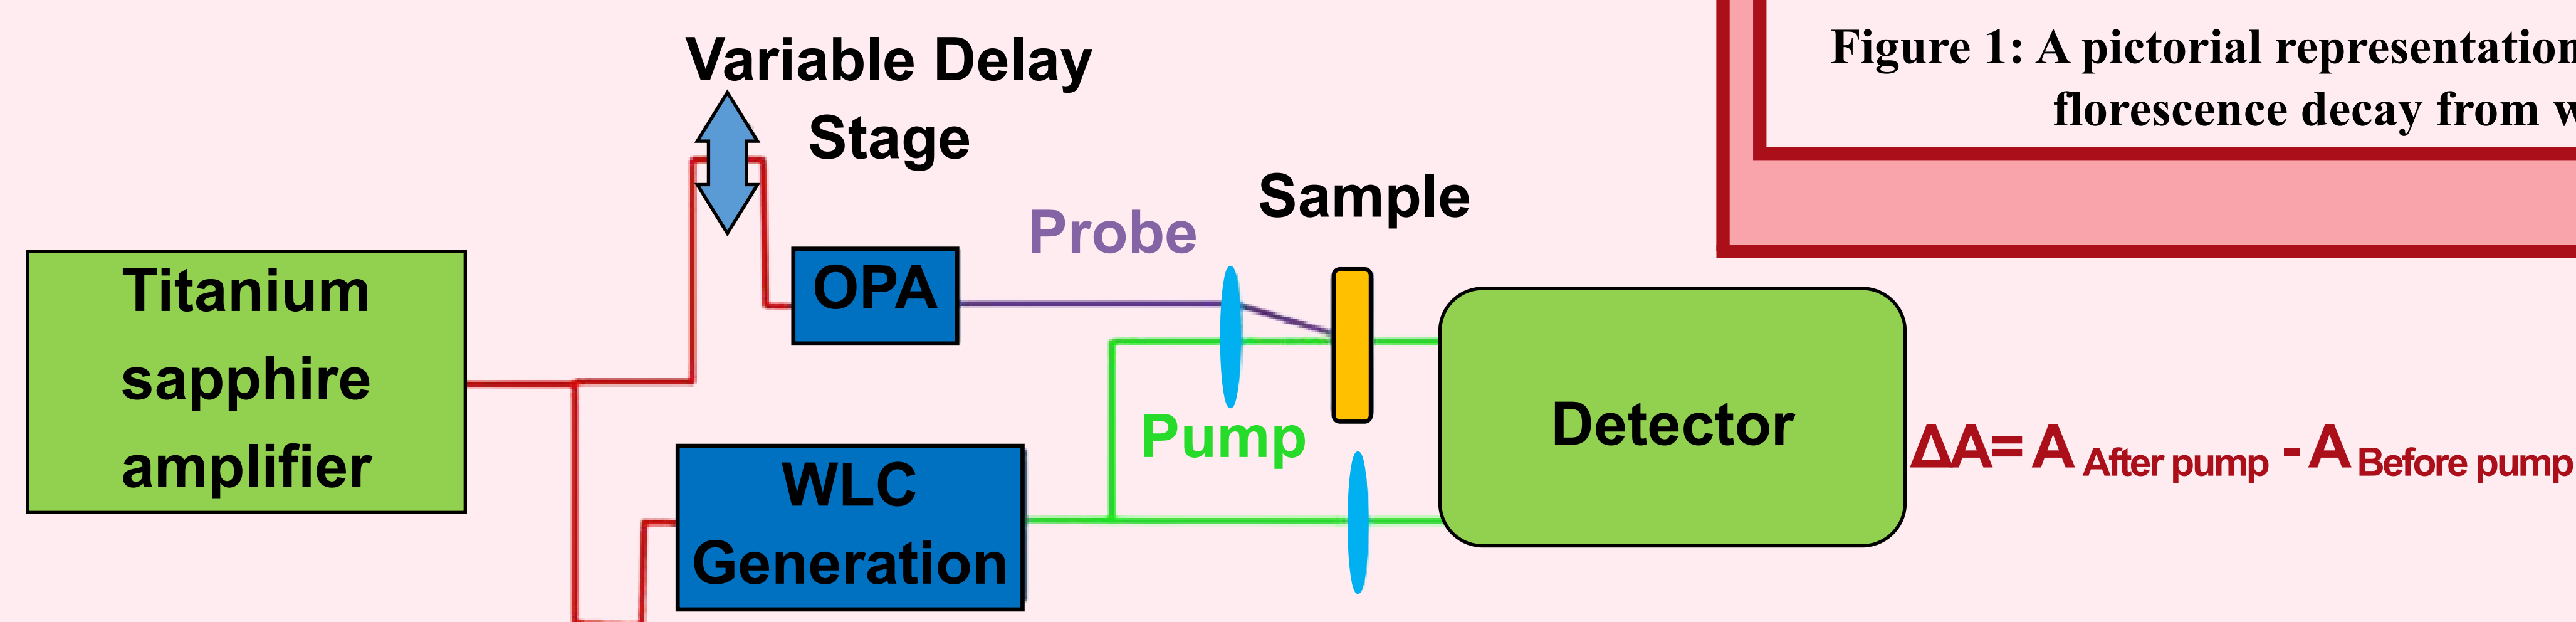 Variable Delay
Stage
Figure 1: A pictorial representation
florescence decay from w
Sample
Probe
Titanium
sapphire
amplifier
OPA
Pump
Detector
WLC
Generation
ΔA= A After pump - A Before pump